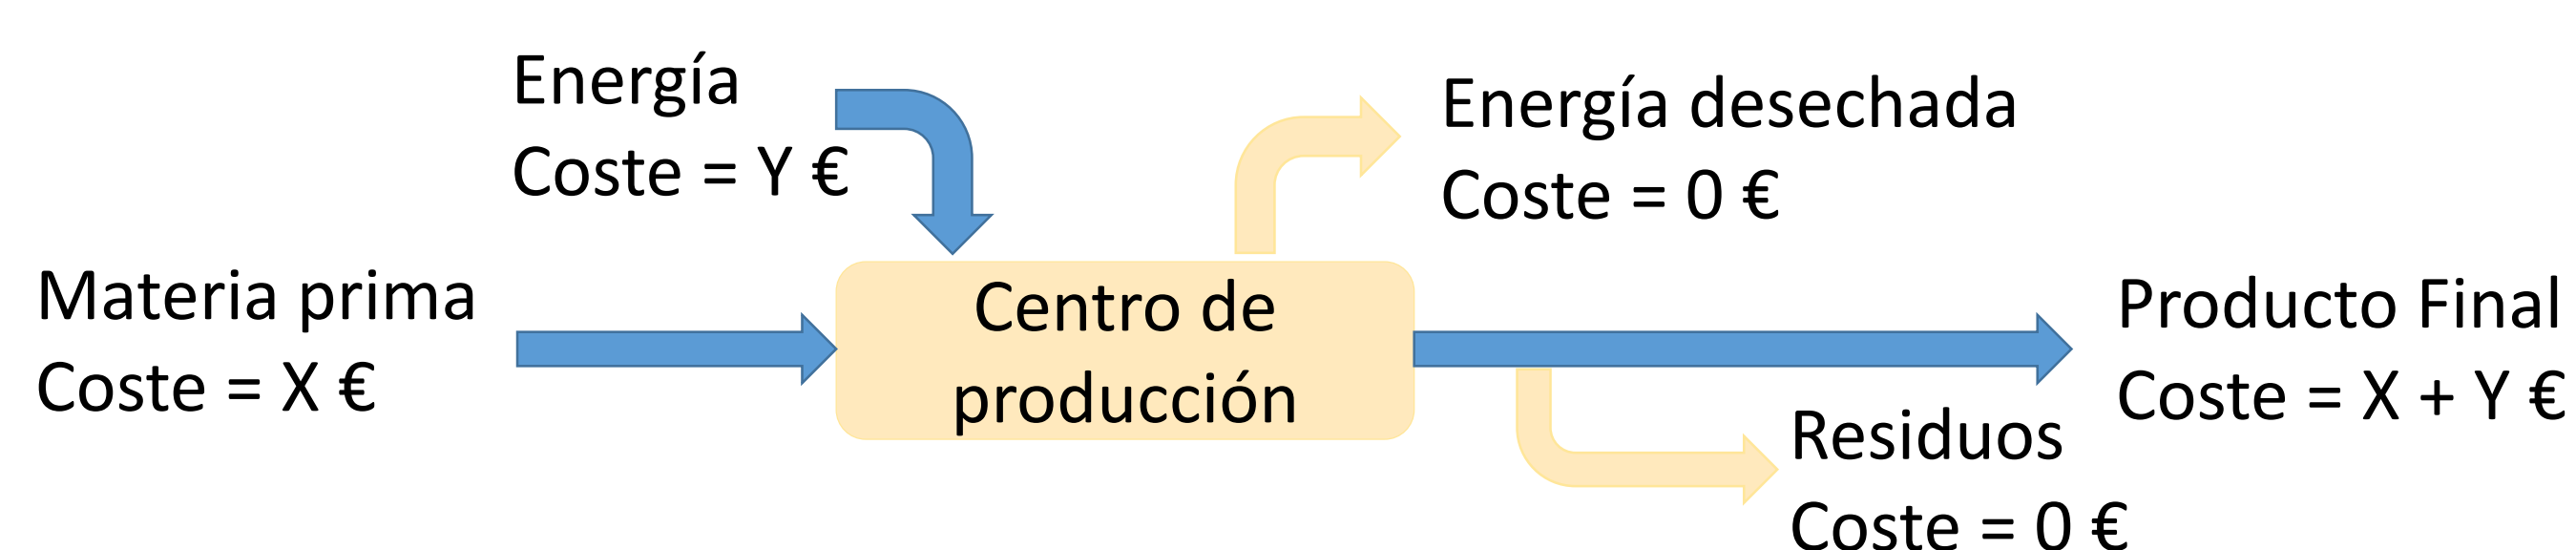 Energía
Coste = Y €
Energía desechada
Coste = 0 €
Materia prima
Coste = X €
Centro de
producción
Producto Final
Coste = X + Y €
Residuos
Coste = 0 €